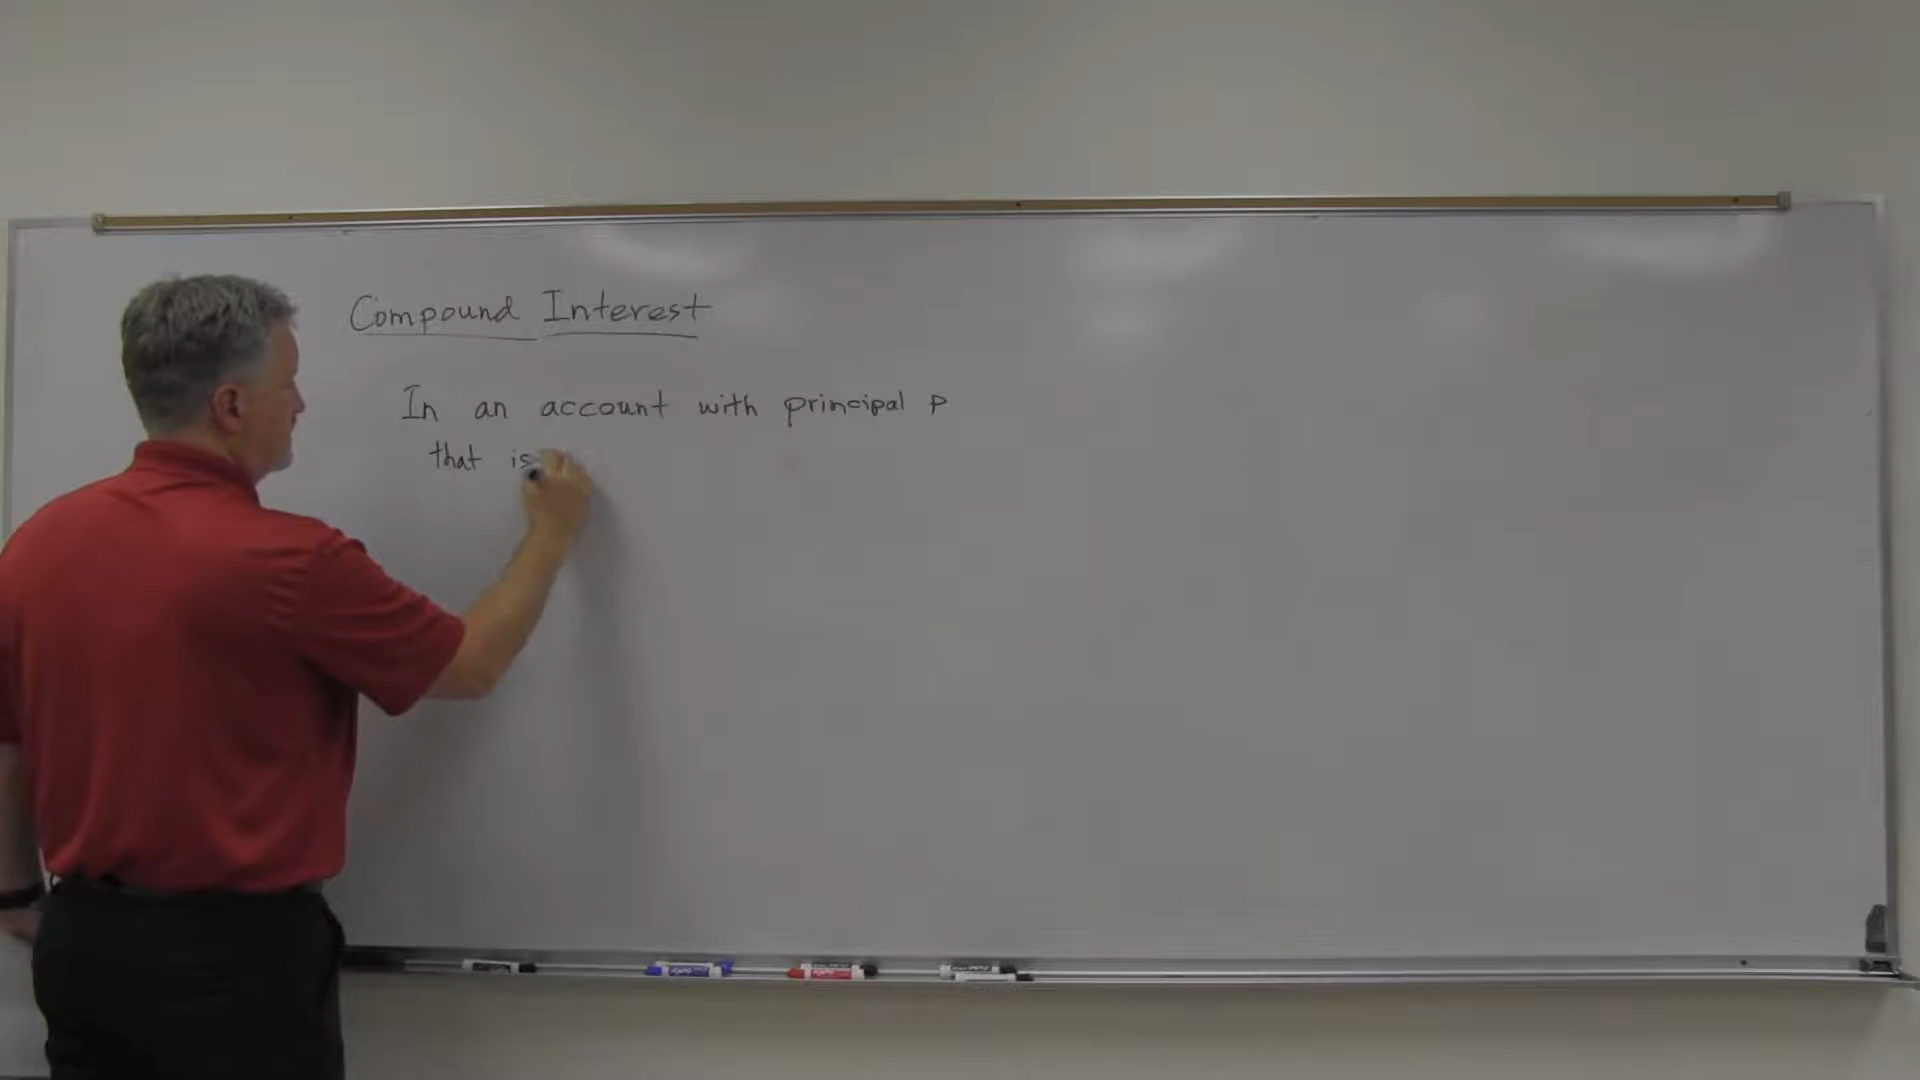 Compound Interest
In an account with principal P
that is